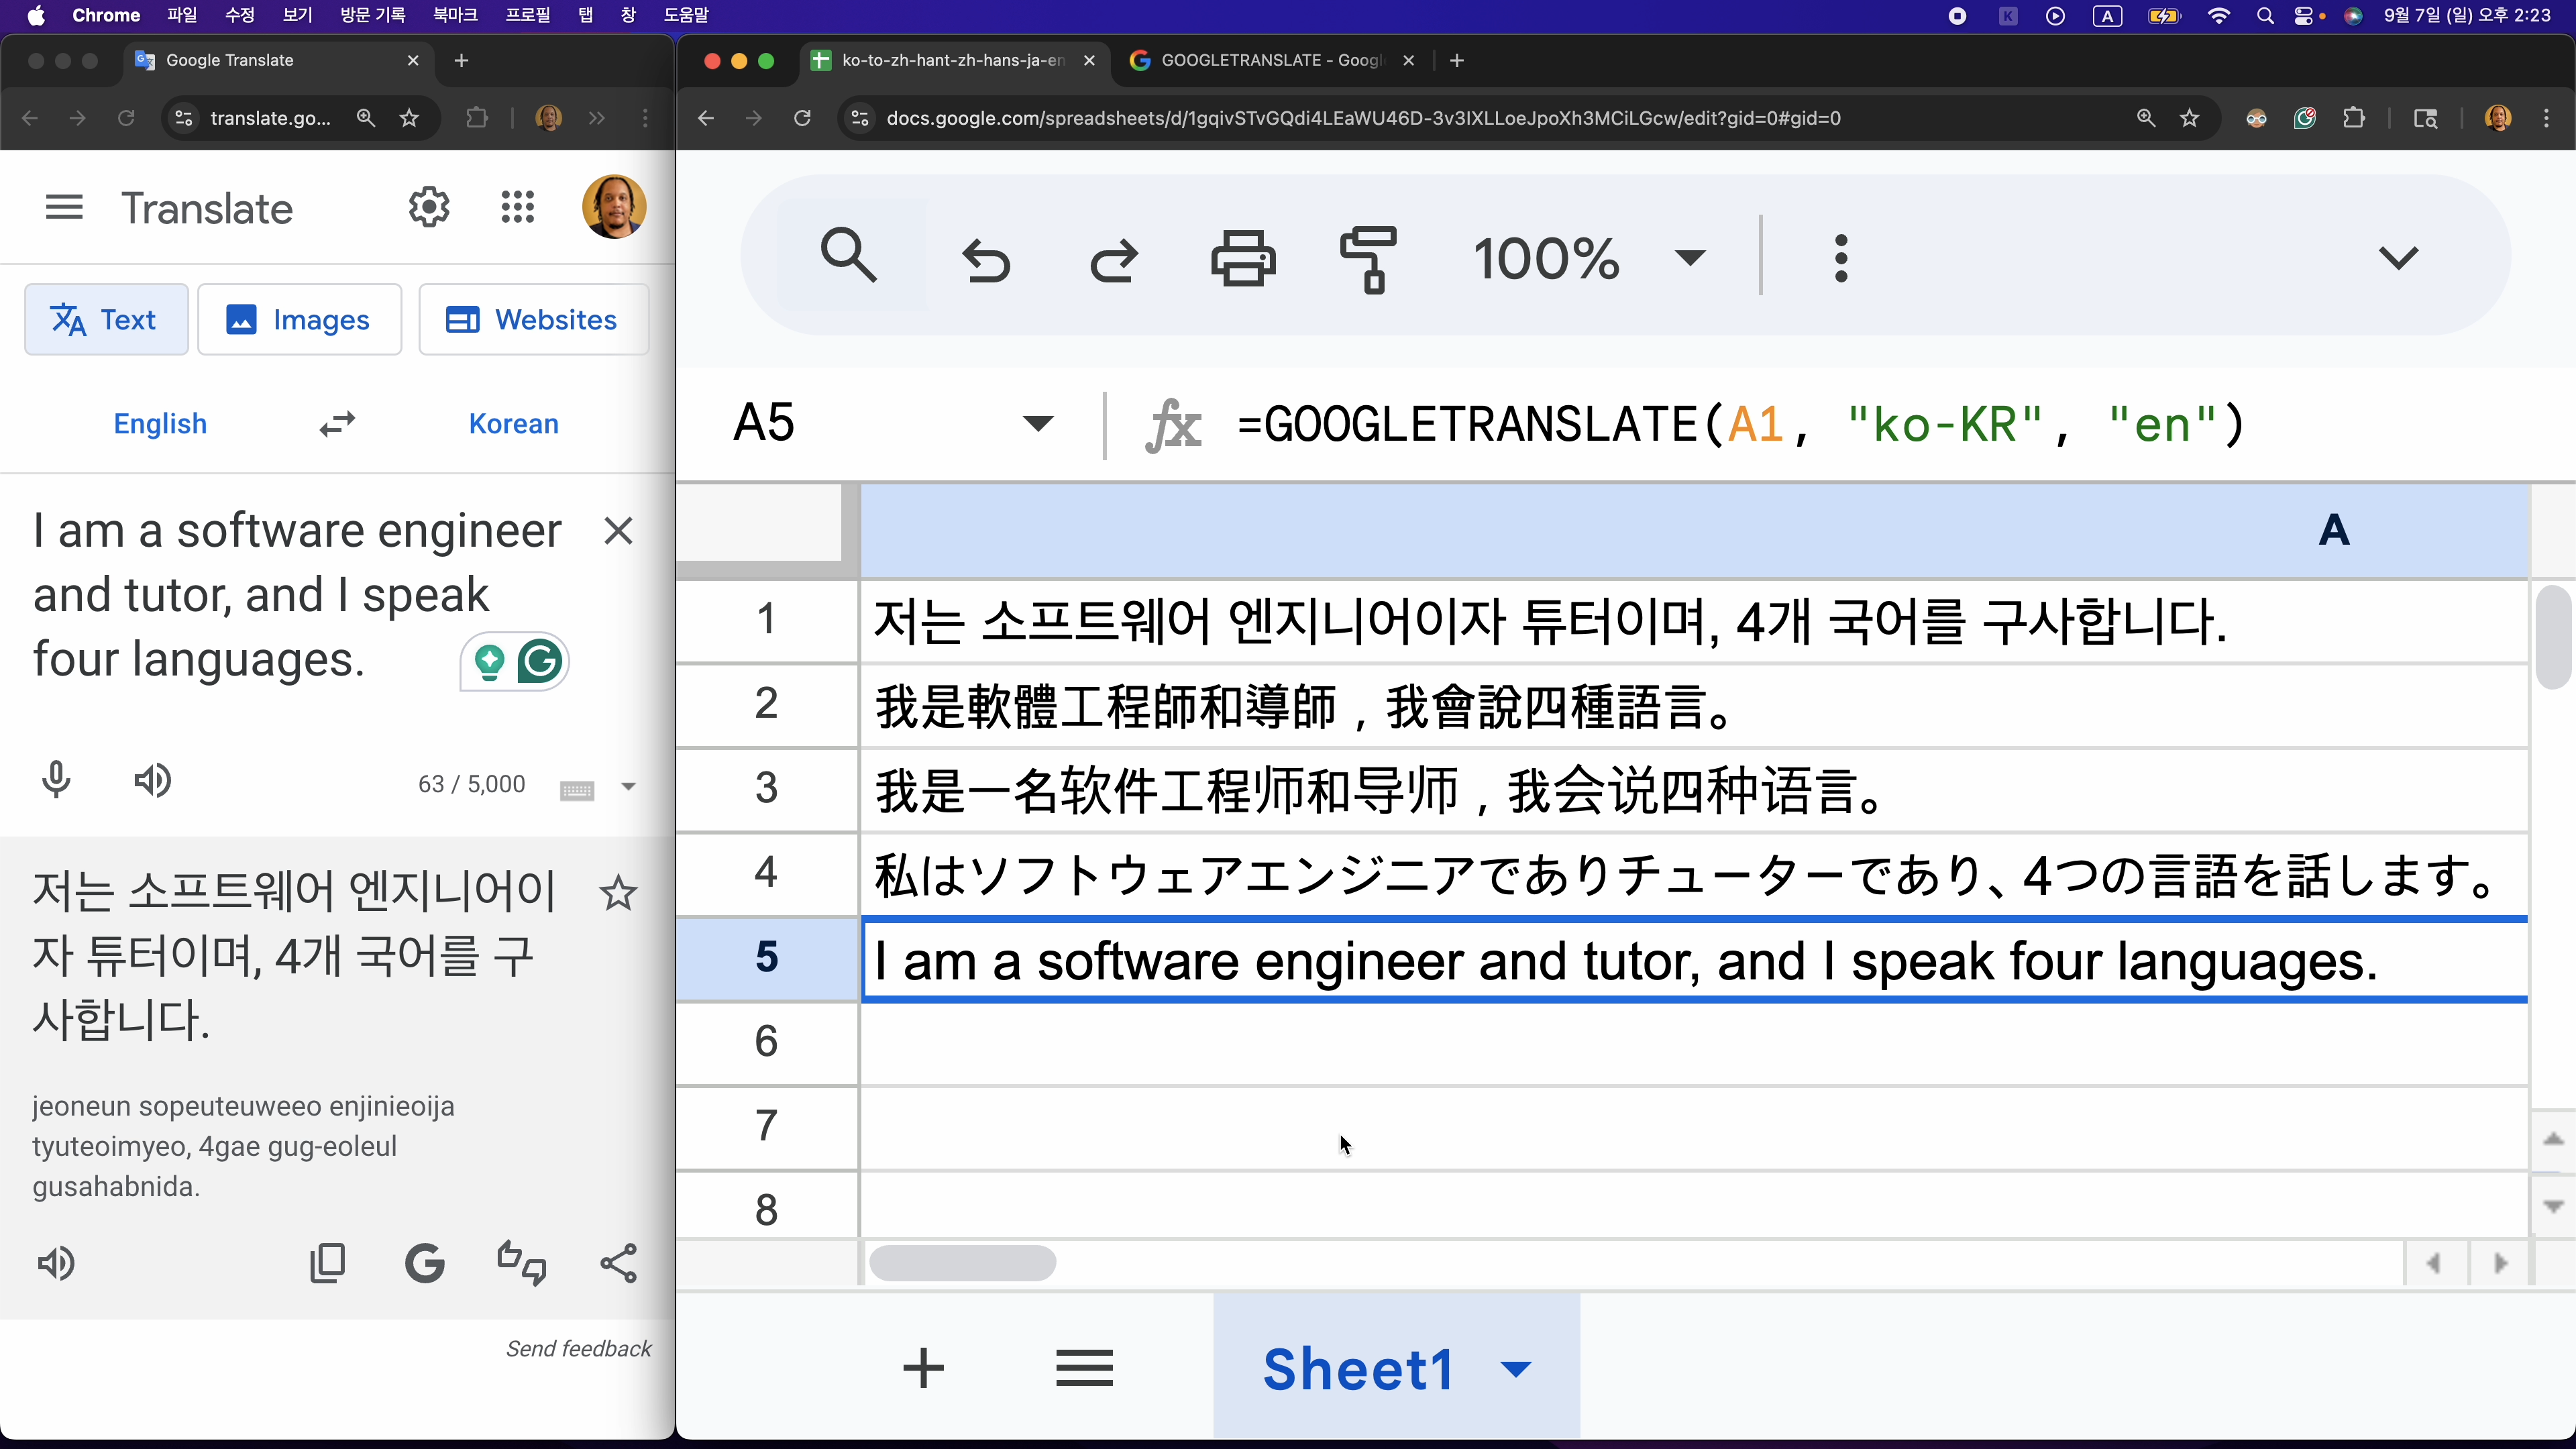 Chrome 파일 수정 보기 방문 기록 북마크 프로필 탭 창 도움말
K A 9월 7일 (일) 오후 2:23
Google Translate
translate.go...
Translate
Text Images Websites
English Korean
I am a software engineer
and tutor, and I speak
four languages.
63 / 5,000
저는 소프트웨어 엔지니어이
자 튜터이며, 4개 국어를 구
사합니다.
jeoneun sopeuteuweeo enjinieoija
tyuteoimyeo, 4gae gug-eoleul
gusahabnida.
Send feedback
ko-to-zh-hant-zh-hans-ja-en GOOGLETRANSLATE - Googl
docs.google.com/spreadsheets/d/1gqivSTvGQdi4LEaWU46D-3v3IXLLoeJpoXh3MCiLGcw/edit?gid=0#gid=0
100%
A5 fx =GOOGLETRANSLATE(A1, "ko-KR", "en")
A
1 저는 소프트웨어 엔지니어이자 튜터이며, 4개 국어를 구사합니다.
2 我是軟體工程師和導師，我會說四種語言。
3 我是一名软件工程师和导师，我会说四种语言。
4 私はソフトウェアエンジニアでありチューターであり、4つの言語を話します。
5 I am a software engineer and tutor, and I speak four languages.
6
7
8
Sheet1